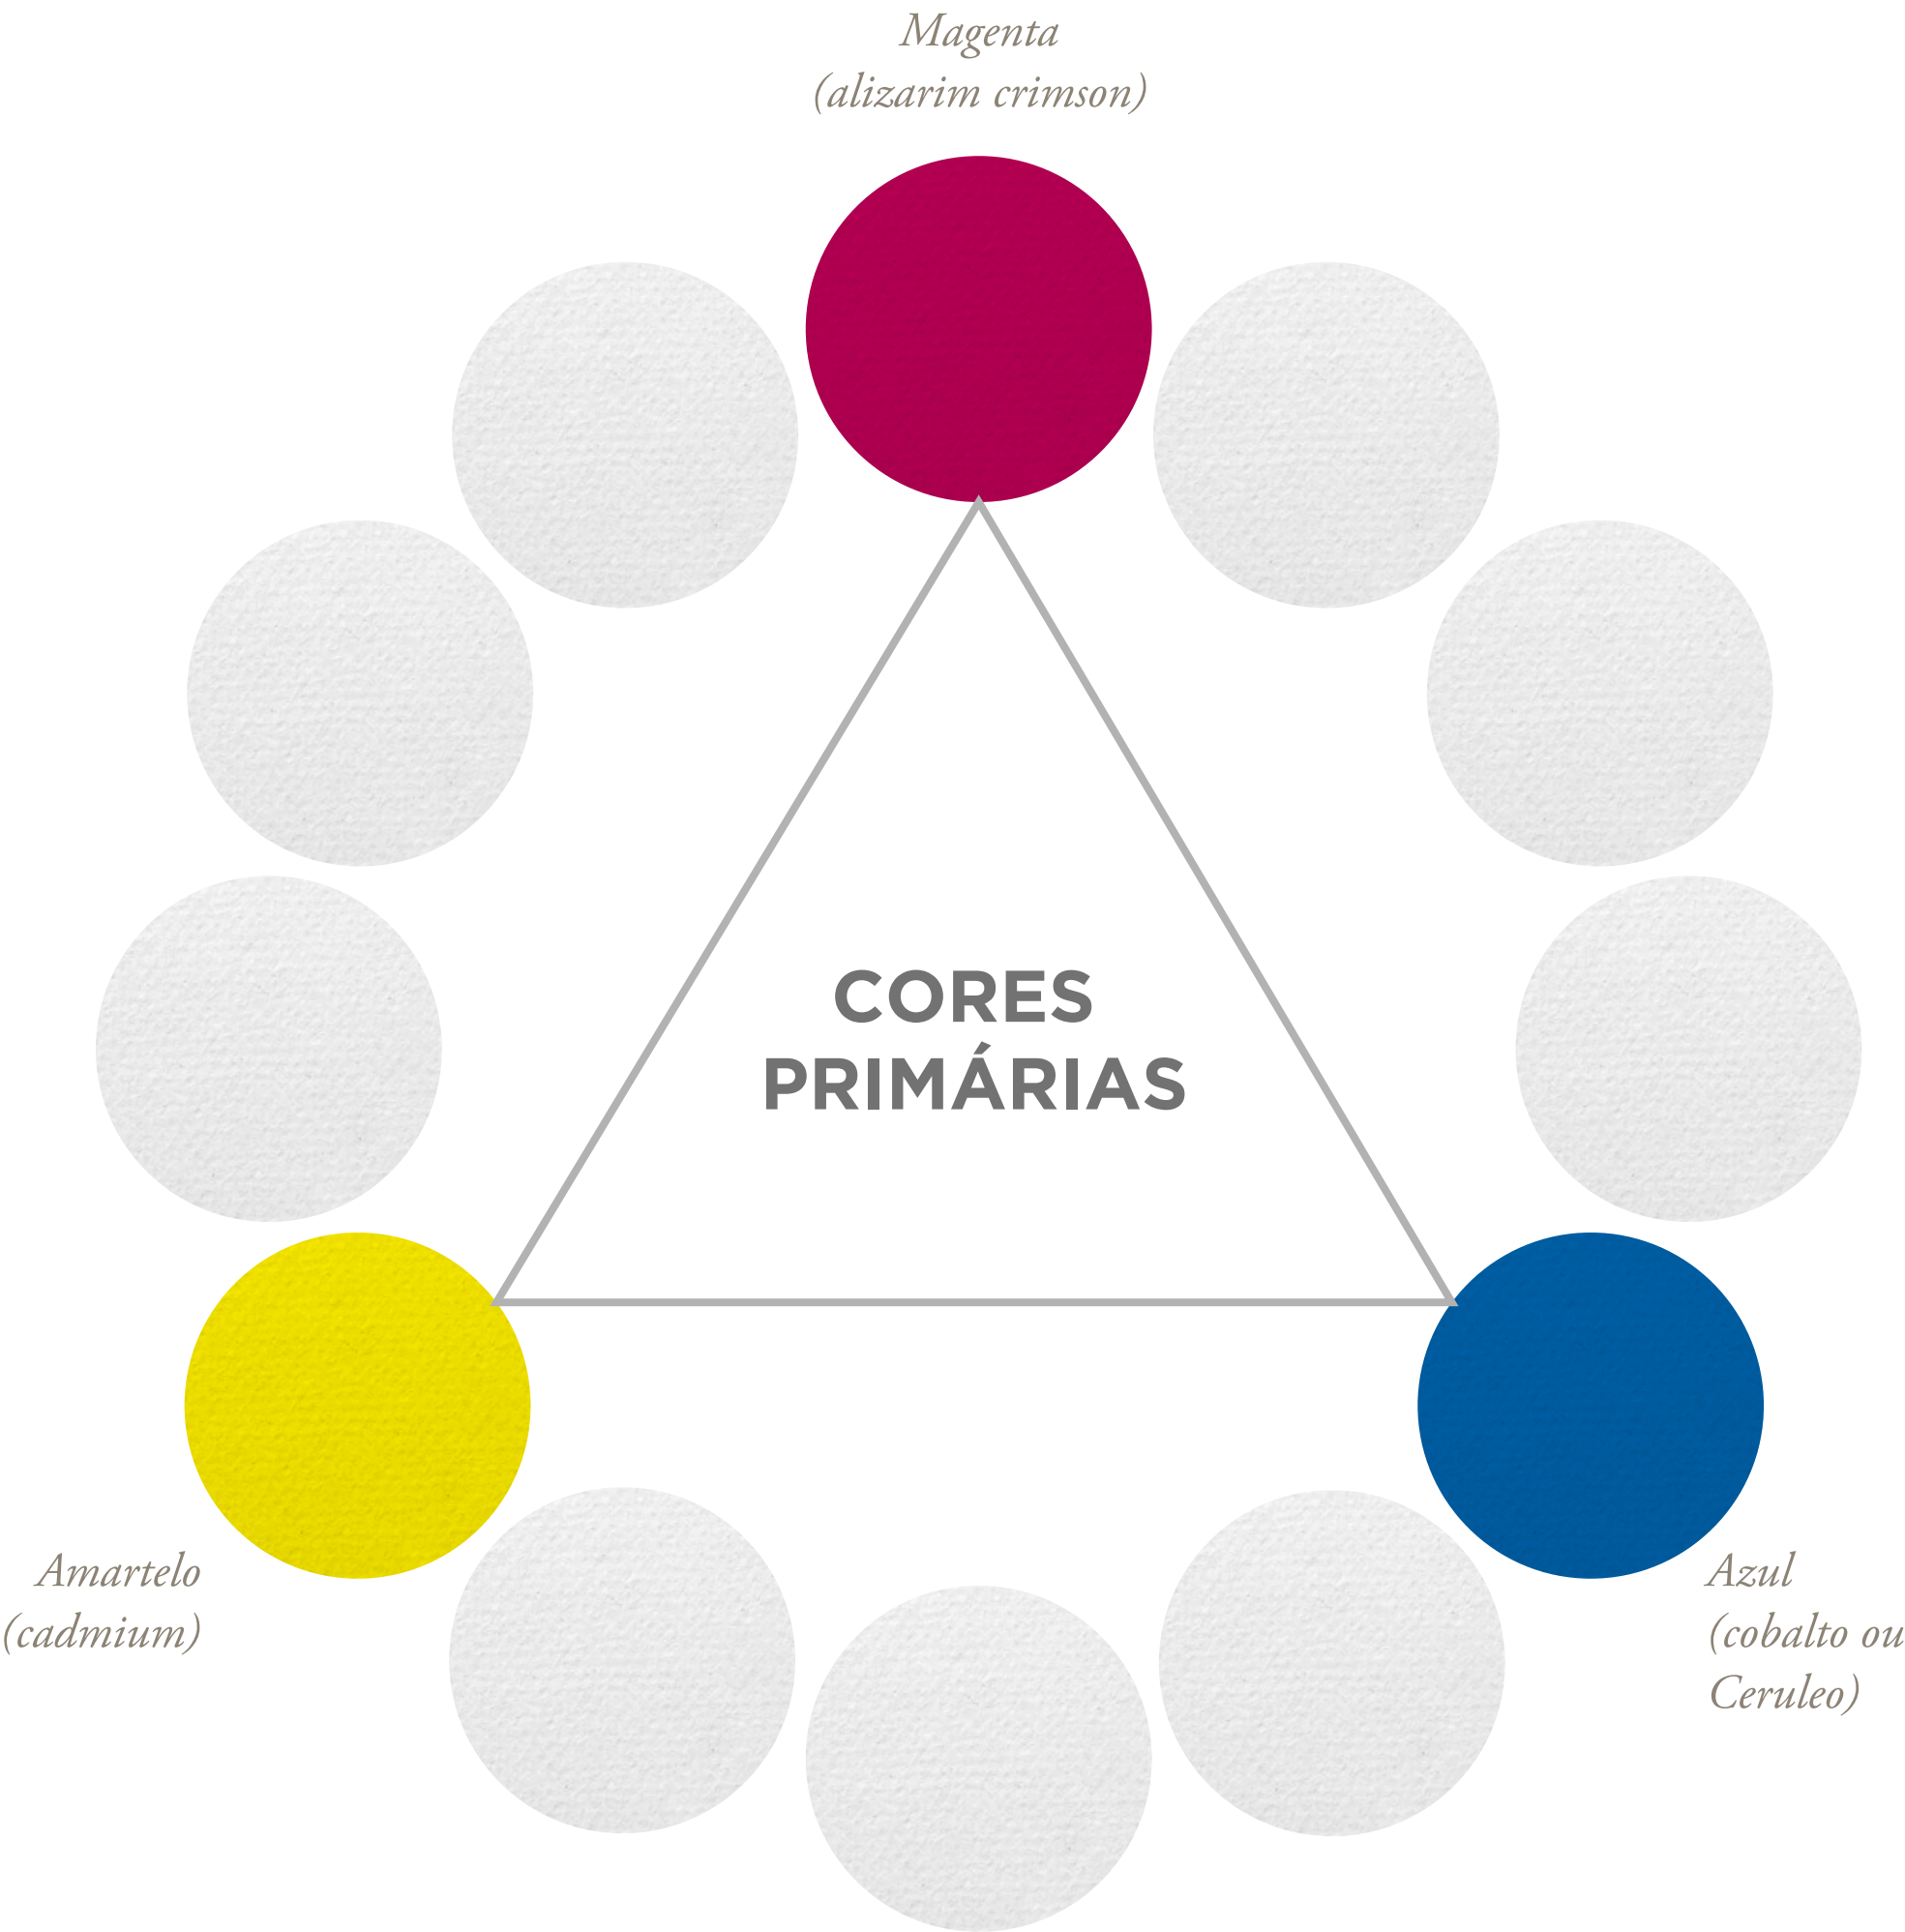 Magenta
(alizarim crimson)
CORES
PRIMÁRIAS
Amartelo
(cadmium)
Azul
(cobalto ou
Ceruleo)